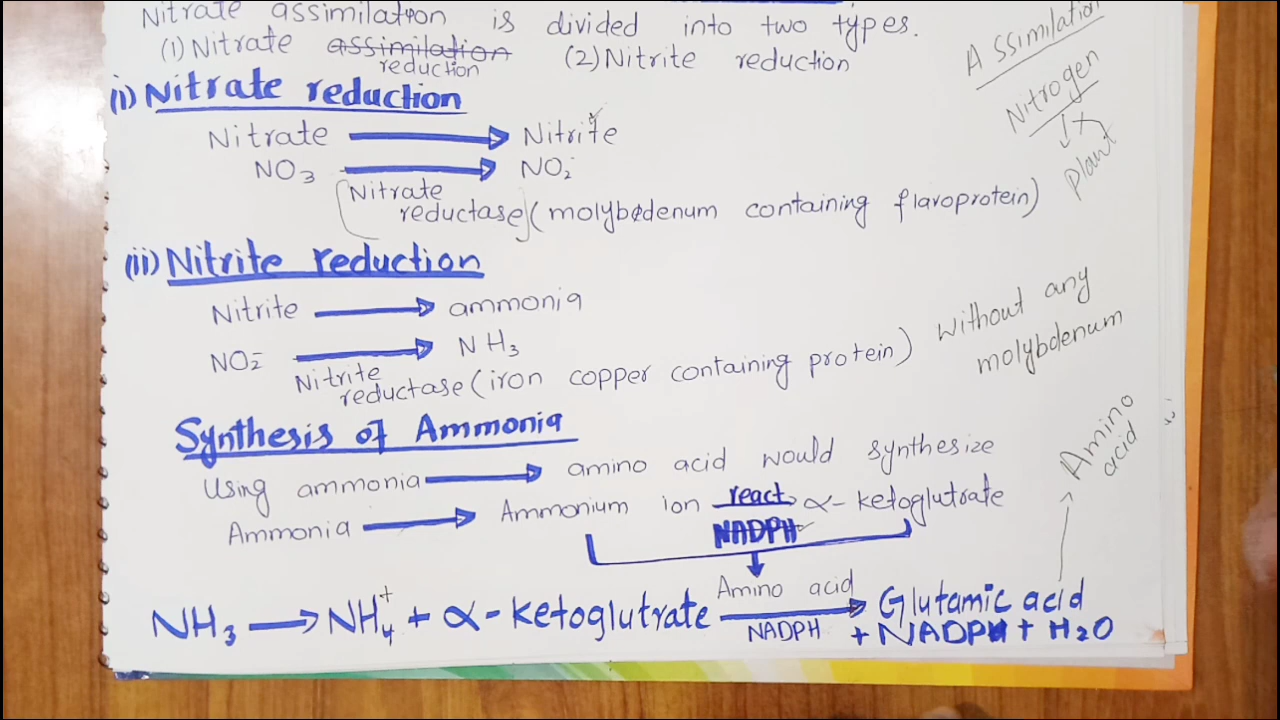 Nitrate assimilation is divided into two types.
(1) Nitrate assimilation (2) Nitrite reduction
reduction
(i) Nitrate reduction
Nitrate → Nitrite
NO3 → NO2-
Nitrate
reductase (molybdenum containing flavoprotein)
(ii) Nitrite reduction
Nitrite → ammonia
NO2- → NH3
Nitrite
reductase (iron copper containing protein)
Synthesis of Ammonia
Using ammonia → amino acid would synthesize
Ammonia → Ammonium ion react → α-ketoglutrate
NADPH
Amino acid
NH3 → NH4+ + α-ketoglutrate → Glutamic acid
NADPH + NADPH + H2O
Assimilation
Nitrogen
↓
plant
without any
molybdenum
Amino
acid